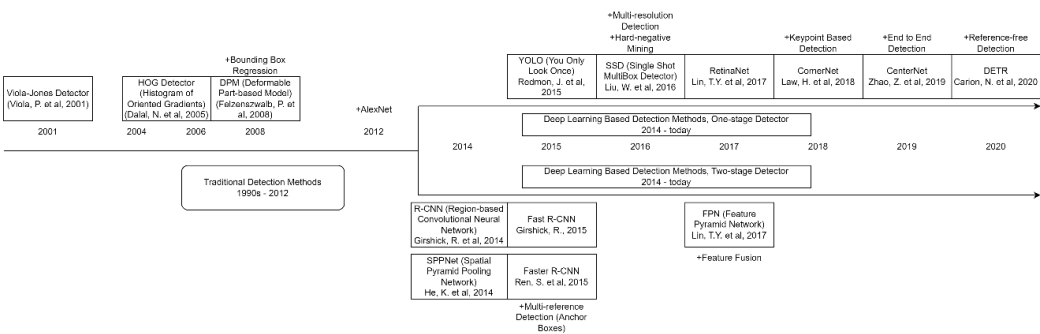 +Multi-resolution
Detection
+Hard-negative
Mining
+Keypoint Based
Detection
+End to End
Detection
+Reference-free
Detection
+Bounding Box
Regression
Viola-Jones Detector
(Viola, P. et al, 2001)
HOG Detector
(Histogram of
Oriented Gradients)
(Dalal, N. et al, 2005)
DPM (Deformable
Part-based Model)
(Felzenszwalb, P. et
al, 2008)
YOLO (You Only
Look Once)
Redmon, J. et al,
2015
SSD (Single Shot
MultiBox Detector)
Liu, W. et al, 2016
RetinaNet
Lin, T.Y. et al, 2017
CornerNet
Law, H. et al, 2018
CenterNet
Zhao, Z. et al, 2019
DETR
Carion, N. et al, 2020
+AlexNet
2001
2004
2006
2008
2012
Deep Learning Based Detection Methods, One-stage Detector
2014 - today
2014
2015
2016
2017
2018
2019
2020
Deep Learning Based Detection Methods, Two-stage Detector
2014 - today
Traditional Detection Methods
1990s - 2012
R-CNN (Region-based
Convolutional Neural
Network)
Girshick, R. et al, 2014
Fast R-CNN
Girshick, R., 2015
FPN (Feature
Pyramid Network)
Lin, T.Y. et al, 2017
+Feature Fusion
SPPNet (Spatial
Pyramid Pooling
Network)
He, K. et al, 2014
Faster R-CNN
Ren, S. et al, 2015
+Multi-reference
Detection (Anchor
Boxes)